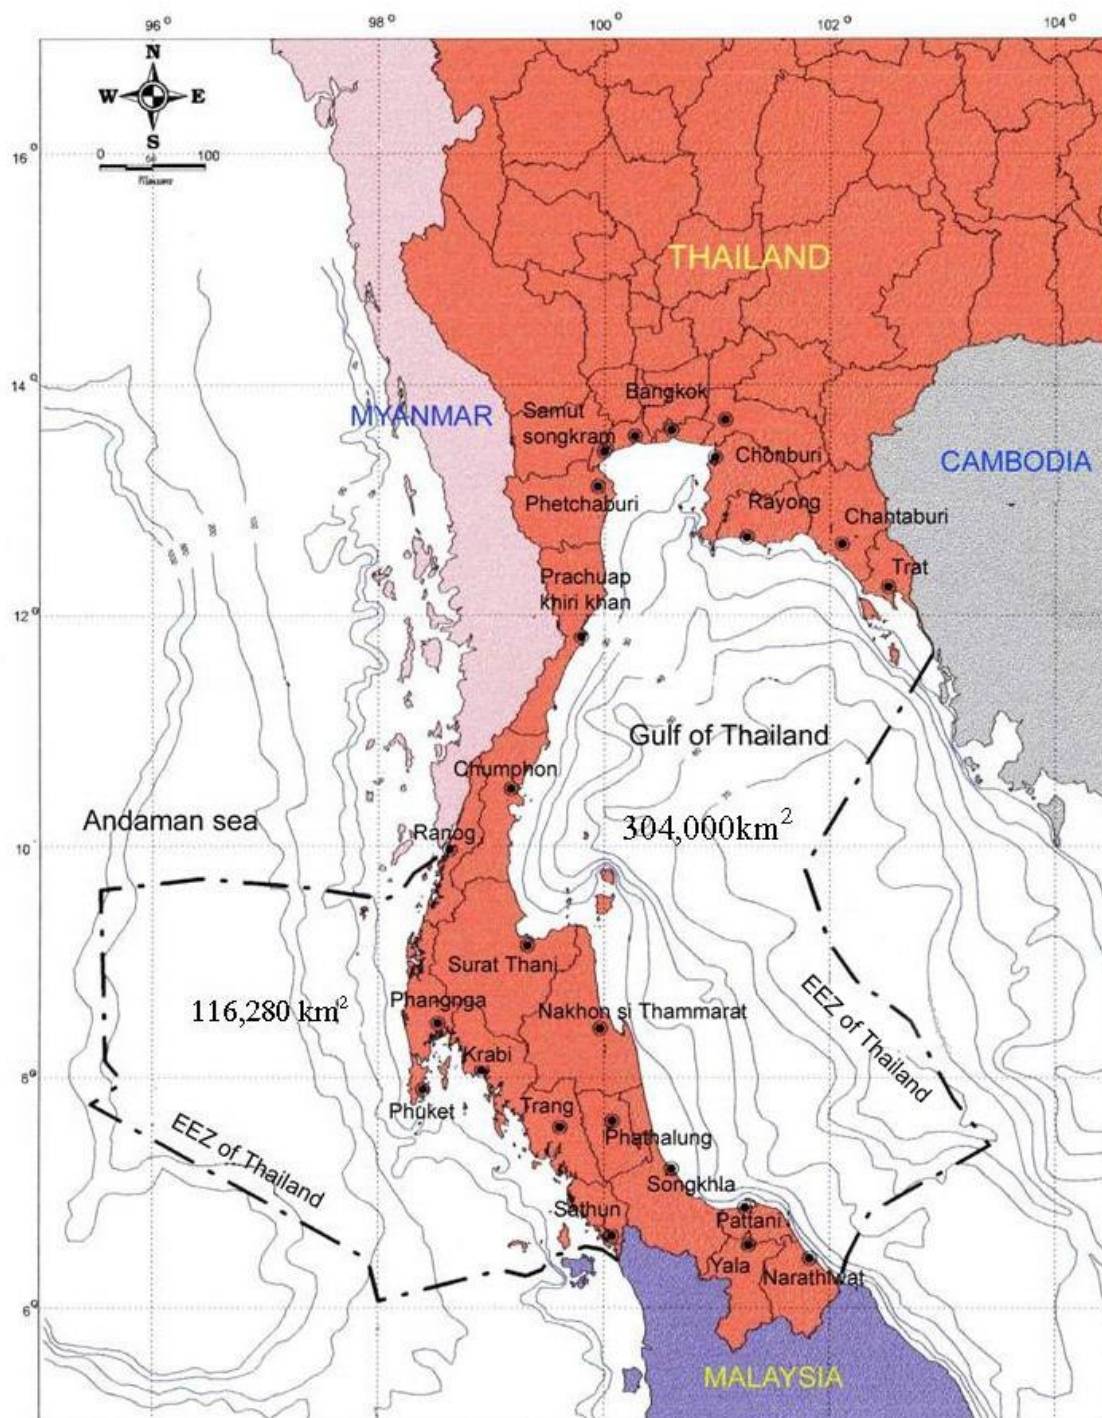 96 º
98 º
100 º
102 º
104 º
N
W
E
S
0
100
16 º
THAILAND
14 º
Bangkok
MYANMAR
Samut
songkram
Chonburi
CAMBODIA
Phetchaburi
Rayong
Chantaburi
Trat
Prachuap
khiri khan
12 º
Gulf of Thailand
Chumphon
Andaman sea
304,000km²
Ranog
10
Surat Thani
Phangnga
116,280 km²
Nakhon si Thammarat
EEZ of Thailand
Krabi
8 º
Phuket
Trang
EEZ of Thailand
Phathalung
Songkhla
Sathun
Pattani
Yala
Narathiwat
6 º
MALAYSIA